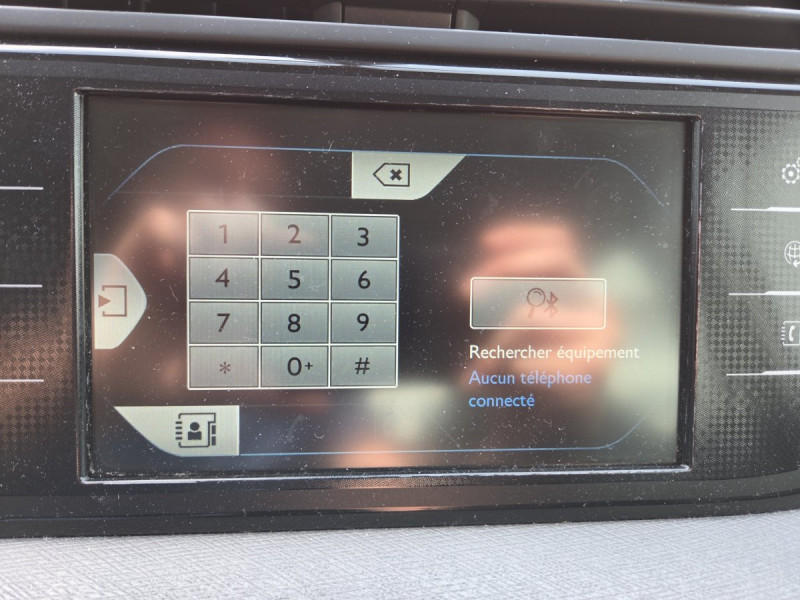 1 2 3
4 5 6
7 8 9
* 0+ #
Rechercher équipement
Aucun téléphone
connecté